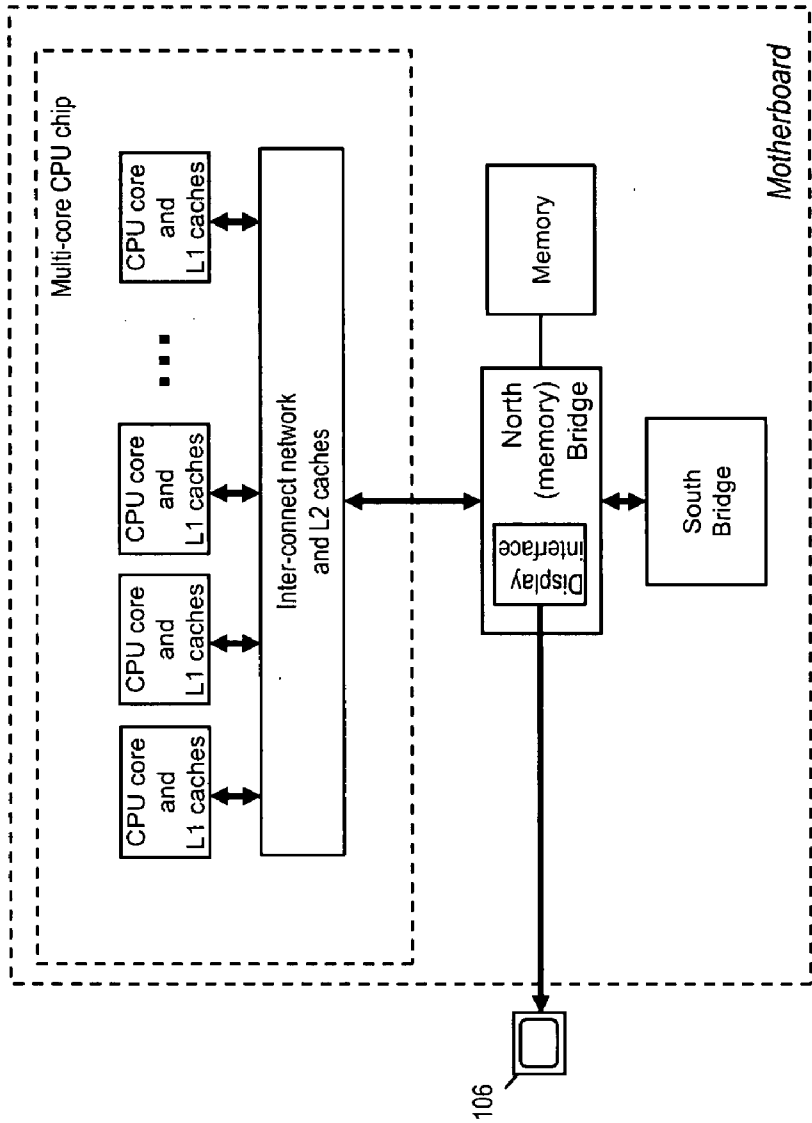 Multi-core CPU chip
CPU core
and
L1 caches
CPU core
and
L1 caches
CPU core
and
L1 caches
CPU core
and
L1 caches
Inter-connect network
and L2 caches
Display
interface
North
(memory)
Bridge
Memory
South
Bridge
Motherboard
106